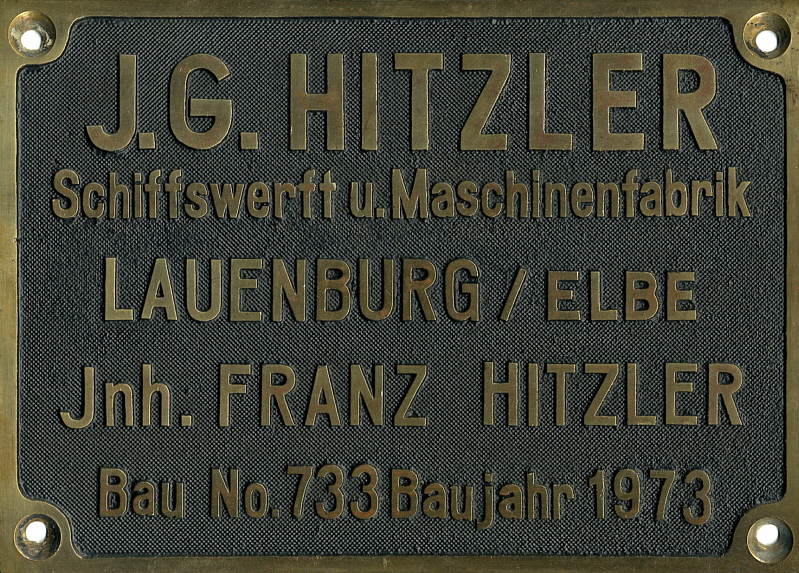 J.G. HITZLER
Schiffswerft u. Maschinenfabrik
LAUENBURG / ELBE
Jnh. FRANZ HITZLER
Bau No. 733 Baujahr 1973